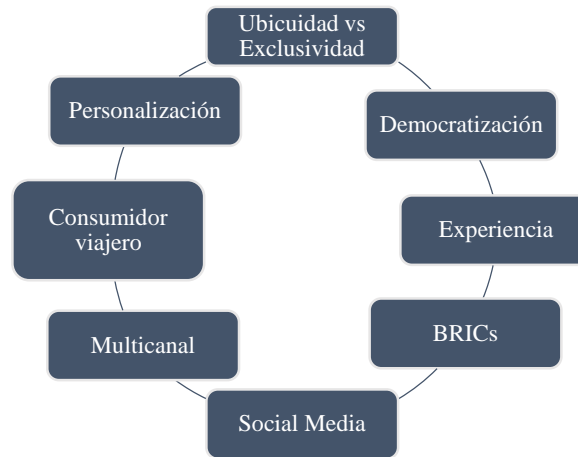 Ubicuidad vs
Exclusividad
Democratización
Experiencia
BRICs
Social Media
Multicanal
Consumidor
viajero
Personalización